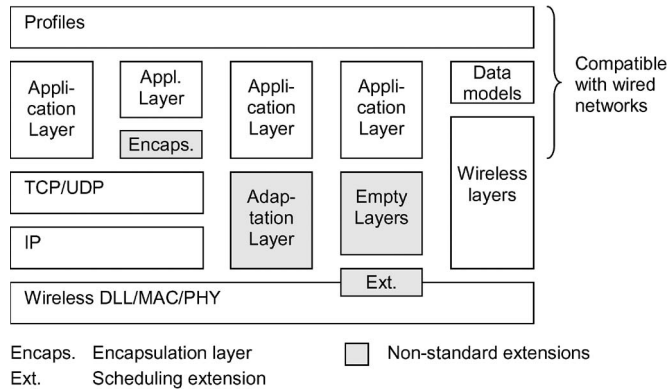 Profiles
Appli-
cation
Layer
Appl.
Layer
Encaps.
Appli-
cation
Layer
Appli-
cation
Layer
Data
models
Compatible
with wired
networks
TCP/UDP
IP
Adap-
tation
Layer
Empty
Layers
Wireless
layers
Ext.
Wireless DLL/MAC/PHY
Encaps. Encapsulation layer
Ext. Scheduling extension
Non-standard extensions